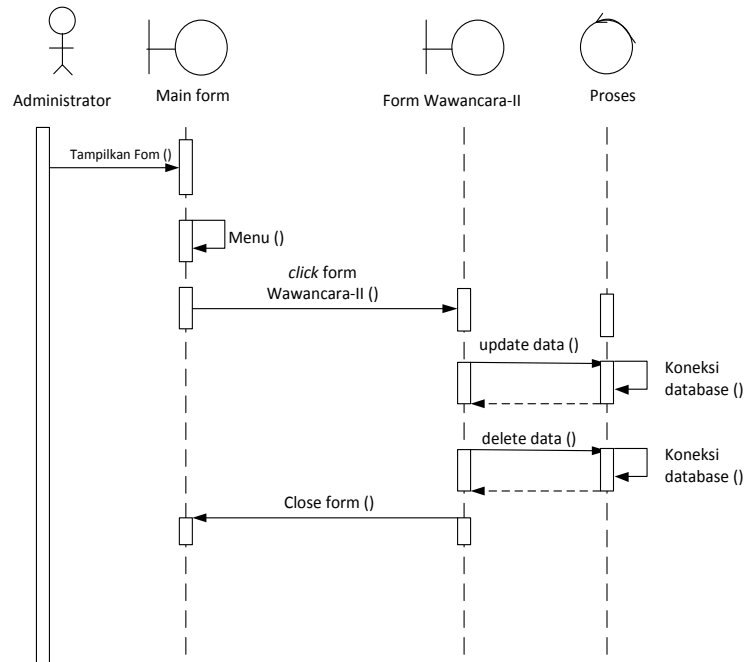 Administrator
Main form
Form Wawancara-II
Proses
Tampilkan Fom ()
Menu ()
click form
Wawancara-II ()
update data ()
Koneksi
database ()
delete data ()
Koneksi
database ()
Close form ()